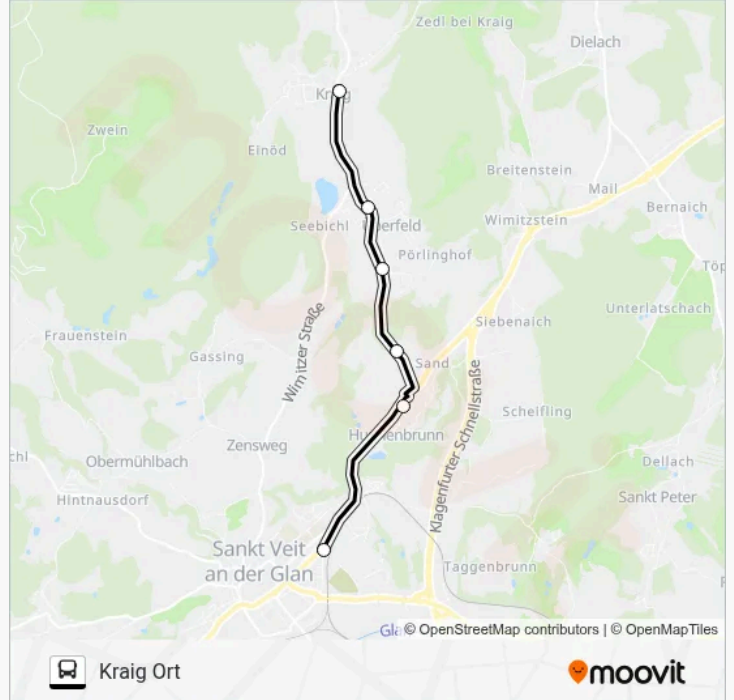 Zedl bei Kraig
Dielach
Kraig
Zwein
Einöd
Breitenstein
Mail
Bernaich
Seebichl
Wimitzstein
Pörlinghof
Unterlatschach
Siebenaich
Frauenstein
Gassing
Wimitzer Straße
Sand
Klagenfurter Schnellstraße
Scheifling
Zensweg
Obermühlbach
Dellach
Hintnausdorf
Sankt Peter
Sankt Veit
an der Glan
Taggenbrunn
© OpenStreetMap contributors | © OpenMapTiles
Kraig Ort
moovit